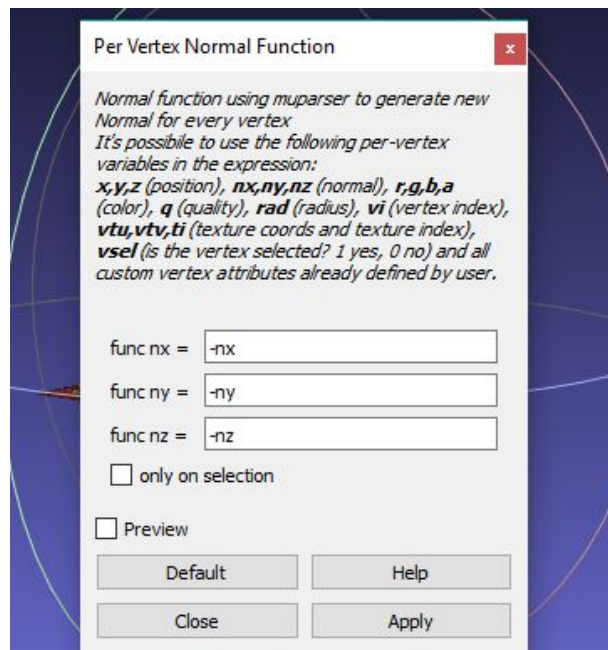 Per Vertex Normal Function
x
Normal function using muparser to generate new
Normal for every vertex
It's possibile to use the following per-vertex
variables in the expression:
x,y,z (position), nx,ny,nz (normal), r,g,b,a
(color), q (quality), rad (radius), vi (vertex index),
vtu,vtv,ti (texture coords and texture index),
vsel (is the vertex selected? 1 yes, 0 no) and all
custom vertex attributes already defined by user.
func nx = -nx
func ny = -ny
func nz = -nz
only on selection
Preview
Default Help
Close Apply